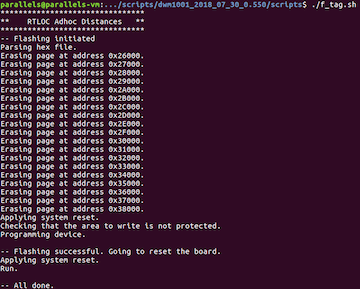 parallels@parallels-vm:.../scripts/dwm1001_2018_07_30_0.550/scripts$ ./f_tag.sh
*******************************
**    RTLOC Adhoc Distances   **
*******************************
-- Flashing initiated
Parsing hex file.
Erasing page at address 0x26000.
Erasing page at address 0x27000.
Erasing page at address 0x28000.
Erasing page at address 0x29000.
Erasing page at address 0x2A000.
Erasing page at address 0x2B000.
Erasing page at address 0x2C000.
Erasing page at address 0x2D000.
Erasing page at address 0x2E000.
Erasing page at address 0x2F000.
Erasing page at address 0x30000.
Erasing page at address 0x31000.
Erasing page at address 0x32000.
Erasing page at address 0x33000.
Erasing page at address 0x34000.
Erasing page at address 0x35000.
Erasing page at address 0x36000.
Erasing page at address 0x37000.
Erasing page at address 0x38000.
Applying system reset.
Checking that the area to write is not protected.
Programming device.

-- Flashing successful. Going to reset the board.
Applying system reset.
Run.

-- All done.